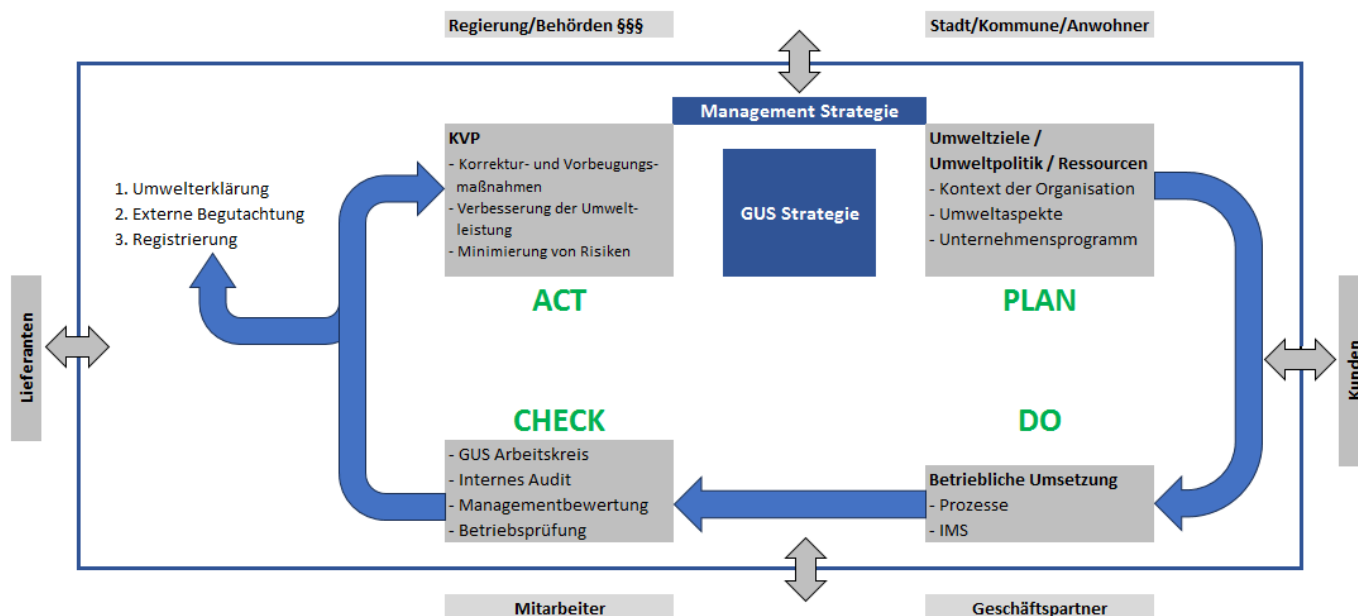 Regierung/Behörden §§§
Stadt/Kommune/Anwohner
Management Strategie
KVP
- Korrektur- und Vorbeugungs-
maßnahmen
- Verbesserung der Umwelt-
leistung
- Minimierung von Risiken
GUS Strategie
Umweltziele /
Umweltpolitik / Ressourcen
- Kontext der Organisation
- Umweltaspekte
- Unternehmensprogramm
1. Umwelterklärung
2. Externe Begutachtung
3. Registrierung
ACT
PLAN
Lieferanten
Kunden
CHECK
DO
- GUS Arbeitskreis
- Internes Audit
- Managementbewertung
- Betriebsprüfung
Betriebliche Umsetzung
- Prozesse
- IMS
Mitarbeiter
Geschäftspartner